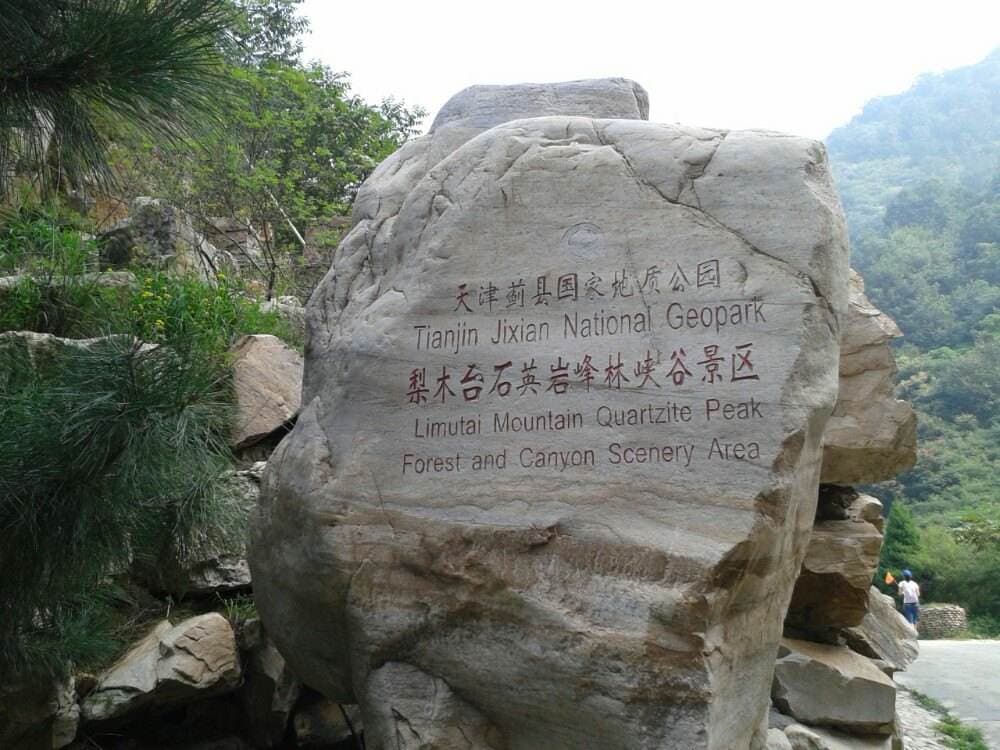 天津蓟县国家地质公园
Tianjin Jixian National Geopark
梨木台石英岩峰林峡谷景区
Limutai Mountain Quartzite Peak
Forest and Canyon Scenery Area